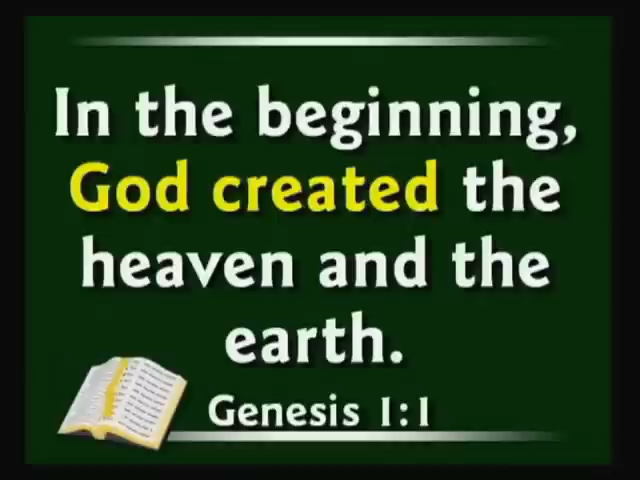 In the beginning,
God created the
heaven and the
earth.
Genesis 1:1